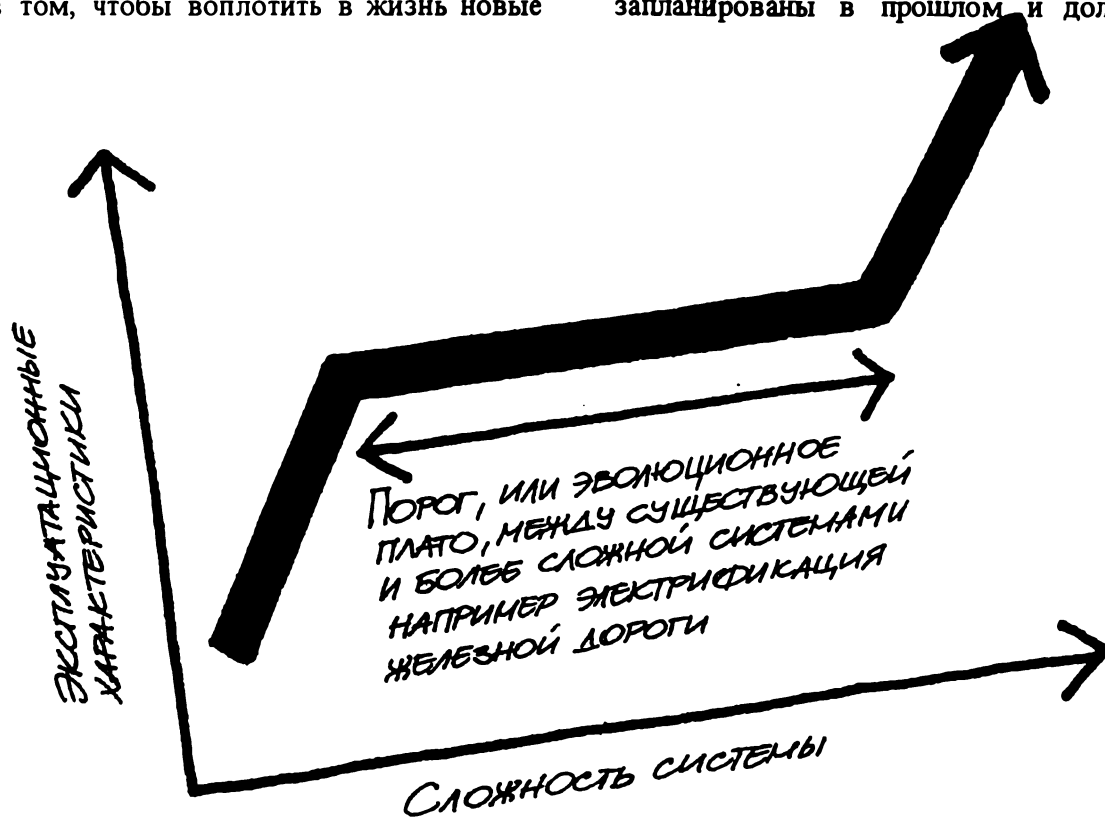 в том, чтобы воплотить в жизнь новые
запланированы в прошлом и дол
ЭКСПЛУАТАЦИОННЫЕ
ХАРАКТЕРИСТИКИ
ПОРОГ, ИЛИ ЭВОЛЮЦИОННОЕ
ПЛАТО, МЕЖДУ СУЩЕСТВУЮЩЕЙ
И БОЛЕЕ СЛОЖНОЙ СИСТЕМАМИ
НАПРИМЕР ЭЛЕКТРИФИКАЦИЯ
ЖЕЛЕЗНОЙ ДОРОГИ
СЛОЖНОСТЬ СИСТЕМЫ